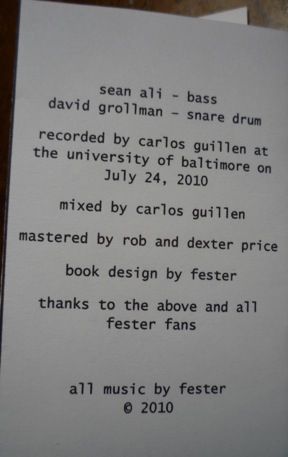 sean ali - bass
david grollman - snare drum
recorded by carlos guillen at
the university of baltimore on
July 24, 2010
mixed by carlos guillen
mastered by rob and dexter price
book design by fester
thanks to the above and all
fester fans
all music by fester
© 2010